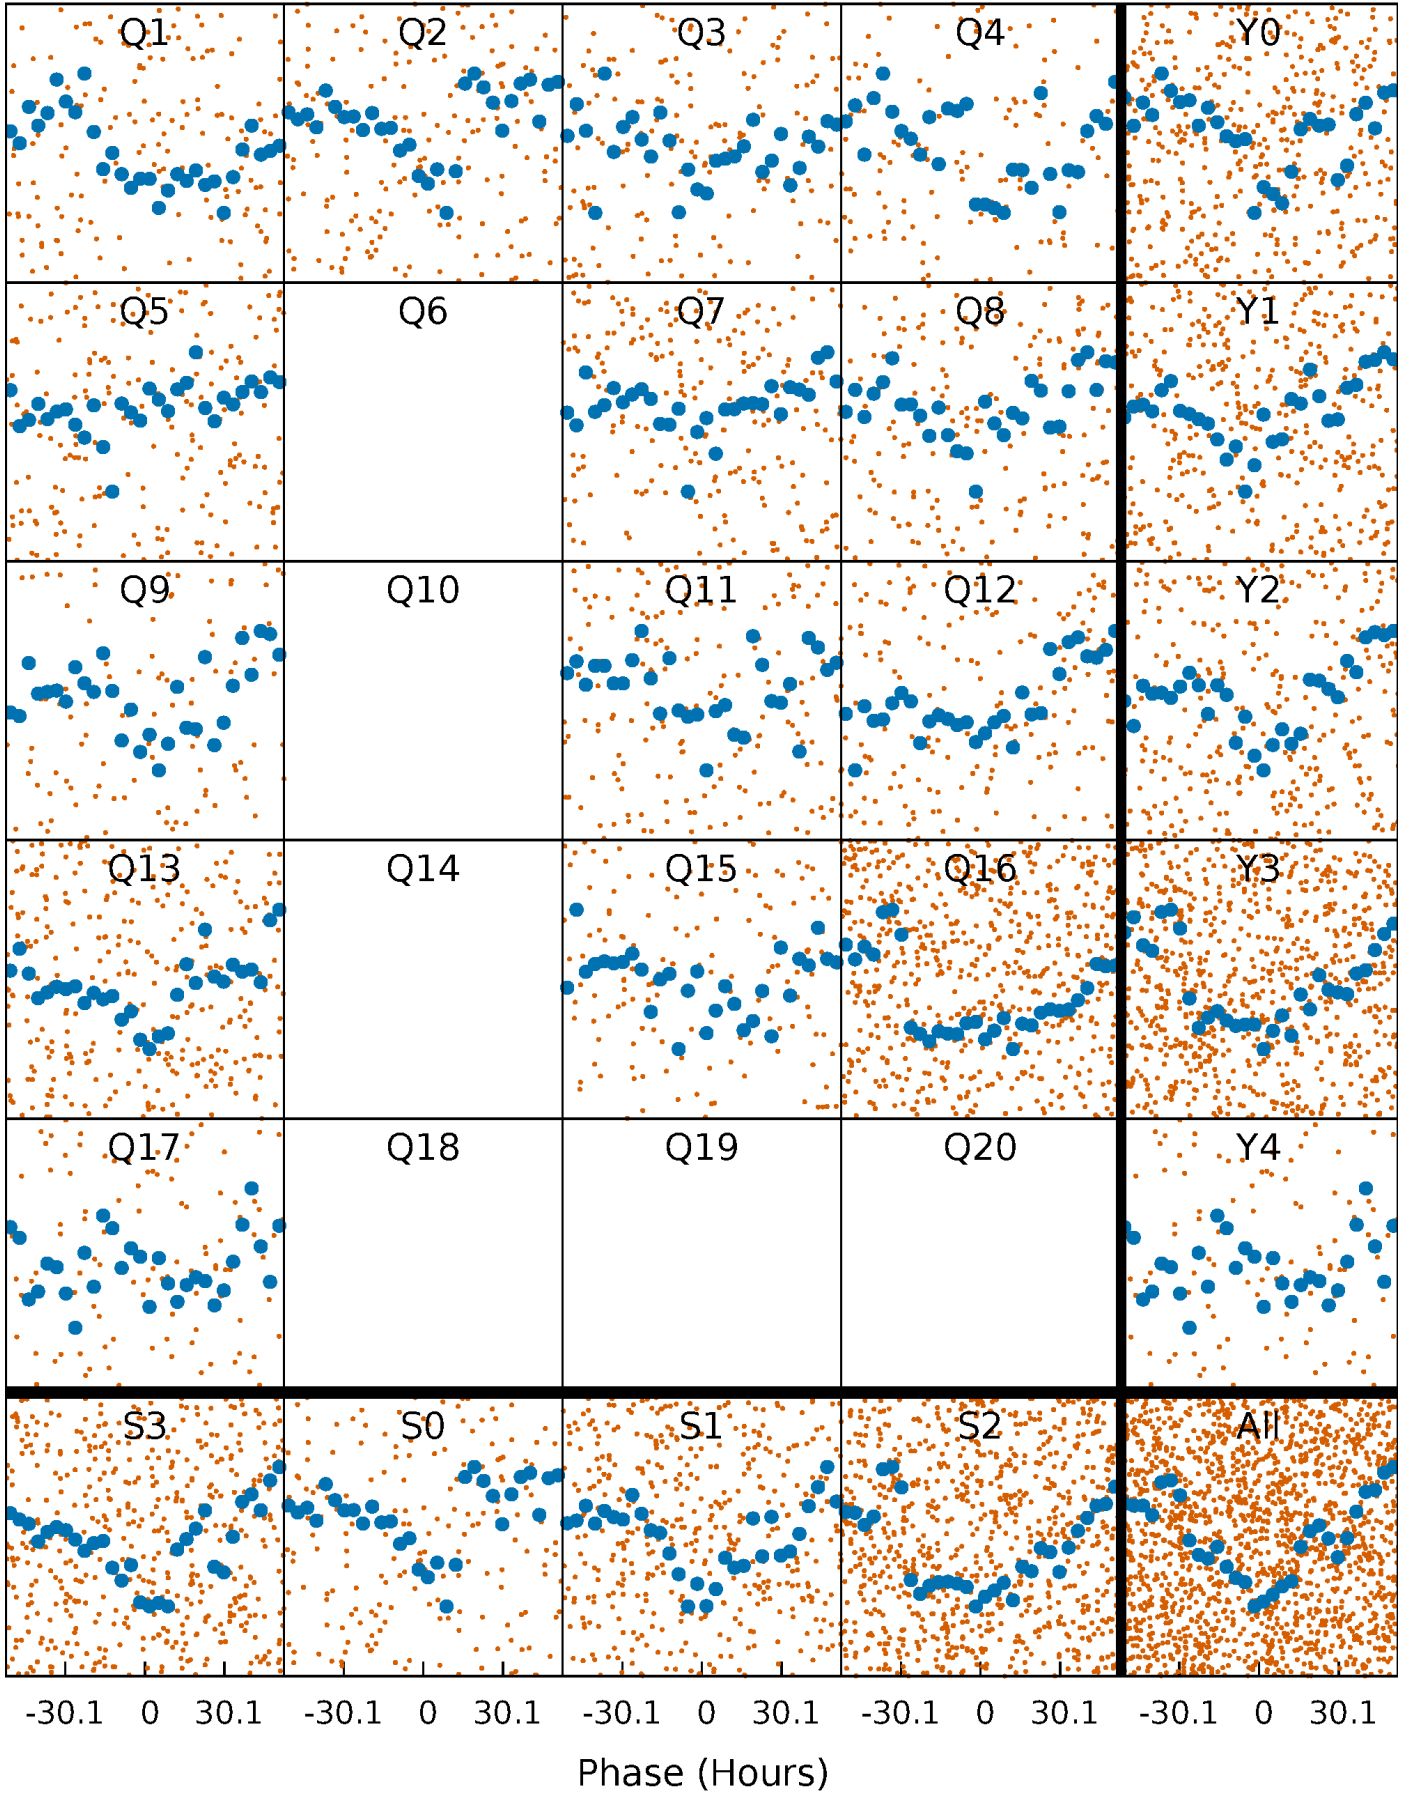 Q1 Q2 Q3 Q4 Y0
Q5 Q6 Q7 Q8 Y1
Q9 Q10 Q11 Q12 Y2
Q13 Q14 Q15 Q16 Y3
Q17 Q18 Q19 Q20 Y4
S3 S0 S1 S2 All
-30.1 0 30.1 -30.1 0 30.1 -30.1 0 30.1 -30.1 0 30.1 -30.1 0 30.1
Phase (Hours)